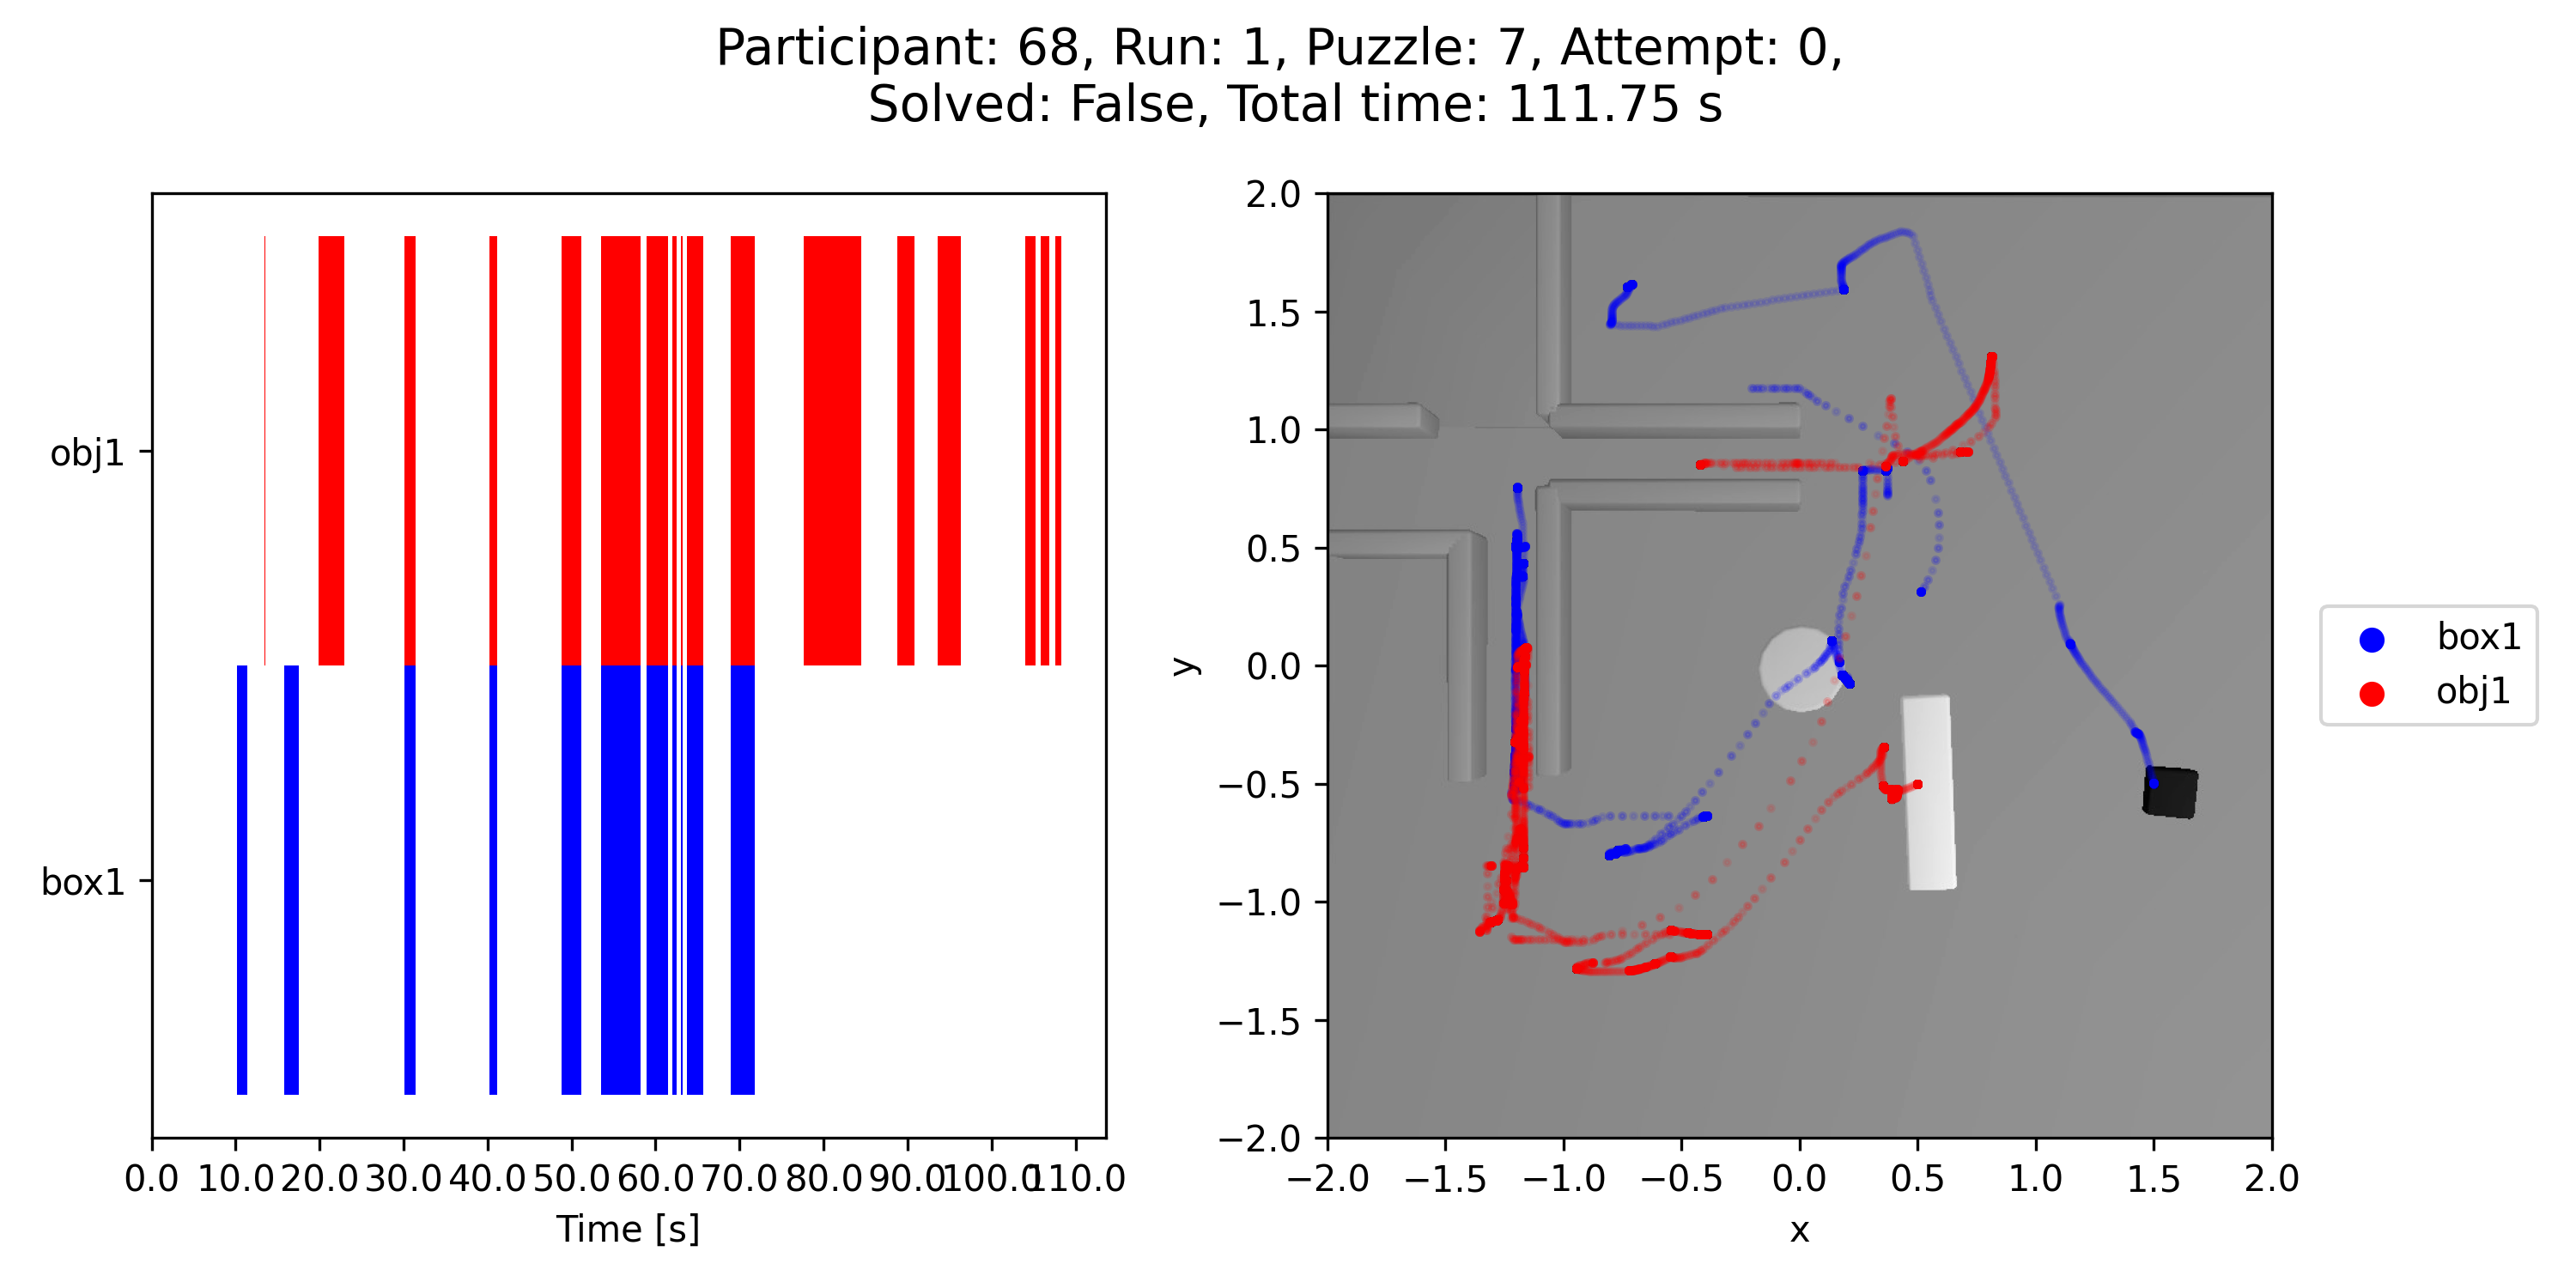 Participant: 68, Run: 1, Puzzle: 7, Attempt: 0,
Solved: False, Total time: 111.75 s
obj1
box1
0.0 10.0 20.0 30.0 40.0 50.0 60.0 70.0 80.0 90.0 100.0 110.0
Time [s]
2.0
1.5
1.0
0.5
0.0
−0.5
−1.0
−1.5
−2.0
y
−2.0 −1.5 −1.0 −0.5 0.0 0.5 1.0 1.5 2.0
x
box1
obj1